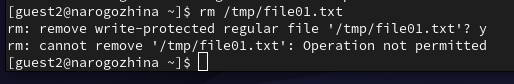 [guest2@narogozhina ~]$ rm /tmp/file01.txt
rm: remove write-protected regular file '/tmp/file01.txt'? y
rm: cannot remove '/tmp/file01.txt': Operation not permitted
[guest2@narogozhina ~]$